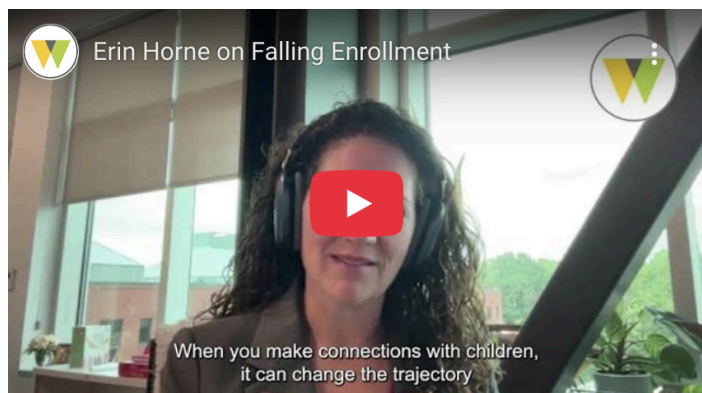 Erin Horne on Falling Enrollment
When you make connections with children,
it can change the trajectory